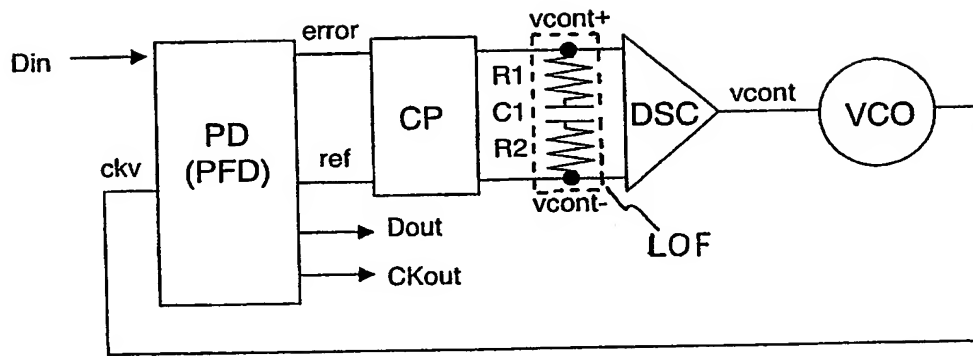 error
vcont+
Din
R1
PD
(PFD)
CP
C1
DSC
vcont
VCO
R2
ckv
ref
vcont-
Dout
LOF
CKout